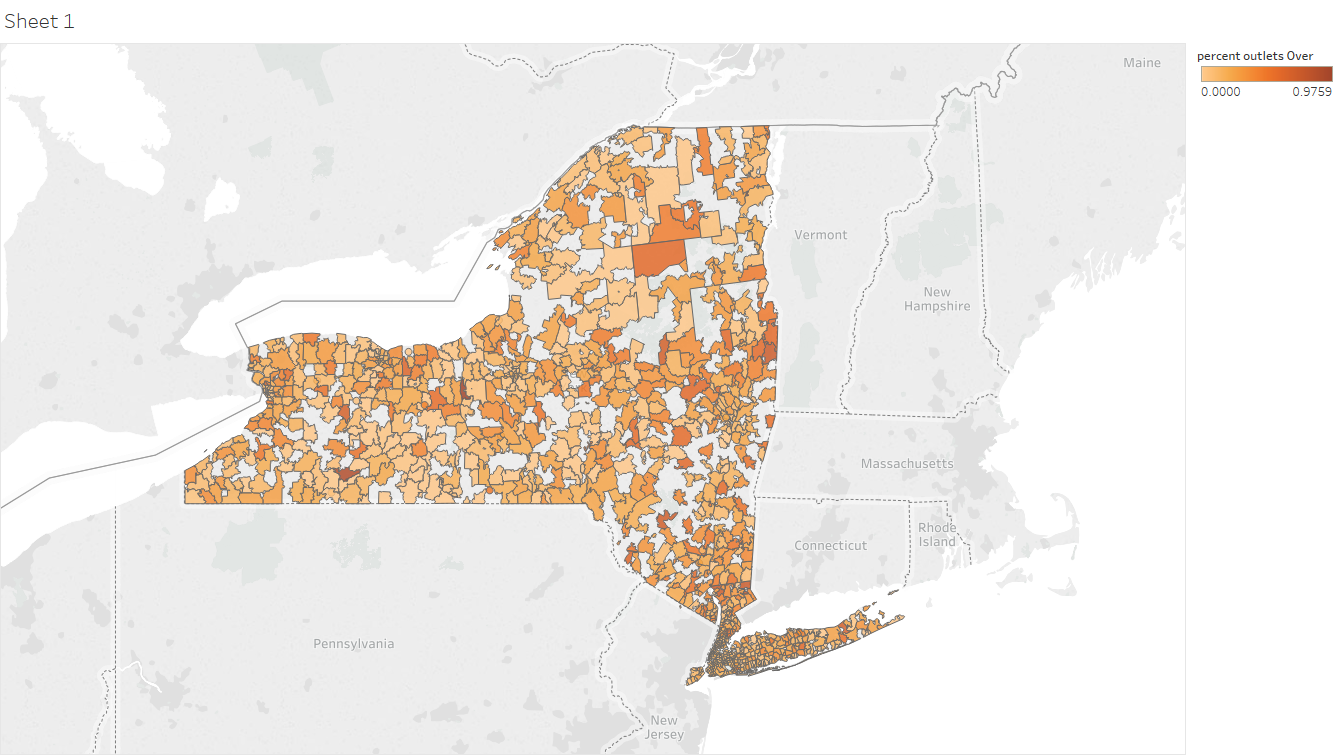 Sheet 1
percent outlets Over
0.0000 0.9759
Maine
Vermont
New
Hampshire
Massachusetts
Rhode
Island
Connecticut
Pennsylvania
New
Jersey